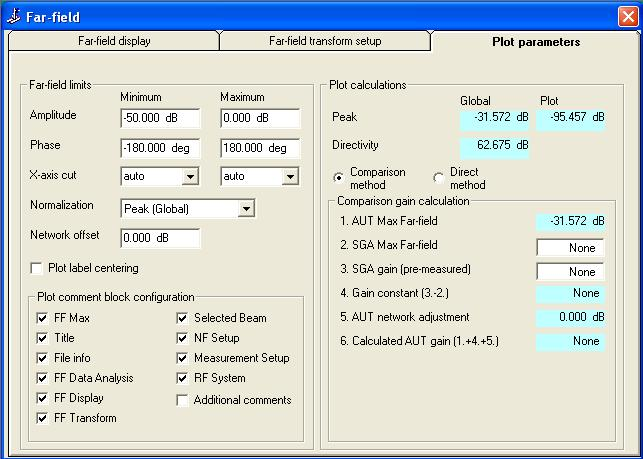 Far-field
Far-field display
Far-field transform setup
Plot parameters
Far-field limits
Minimum Maximum
Amplitude -50.000 dB 0.000 dB
Phase -180.000 deg 180.000 deg
X-axis cut auto auto
Normalization Peak (Global)
Network offset 0.000 dB
Plot label centering
Plot comment block configuration
FF Max
Title
File info
FF Data Analysis
FF Display
FF Transform
Selected Beam
NF Setup
Measurement Setup
RF System
Additional comments
Plot calculations
Global Plot
Peak -31.572 dB -95.457 dB
Directivity 62.675 dB
Comparison
method
Direct
method
Comparison gain calculation
1. AUT Max Far-field -31.572 dB
2. SGA Max Far-field None
3. SGA gain (pre-measured) None
4. Gain constant (3.-2.) None
5. AUT network adjustment 0.000 dB
6. Calculated AUT gain (1.+4.+5.) None